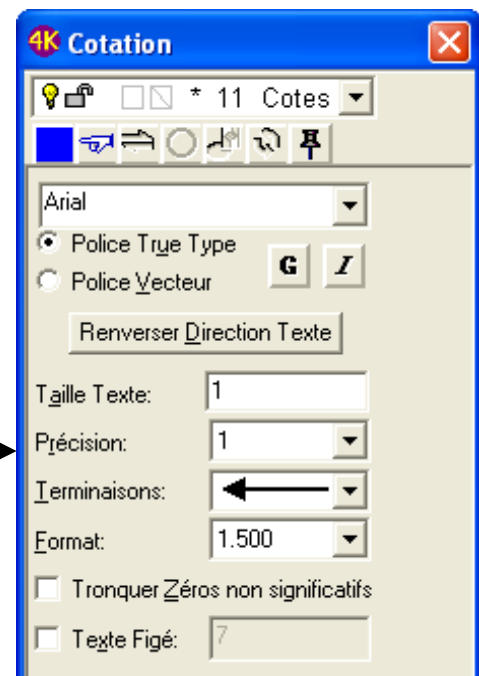 4K Cotation
* 11 Cotes
Arial
Police True Type
Police Vecteur
G I
Renverser Direction Texte
Taille Texte: 1
Précision: 1
Terminaisons:
Format: 1.500
Tronquer Zéros non significatifs
Texte Figé: 7